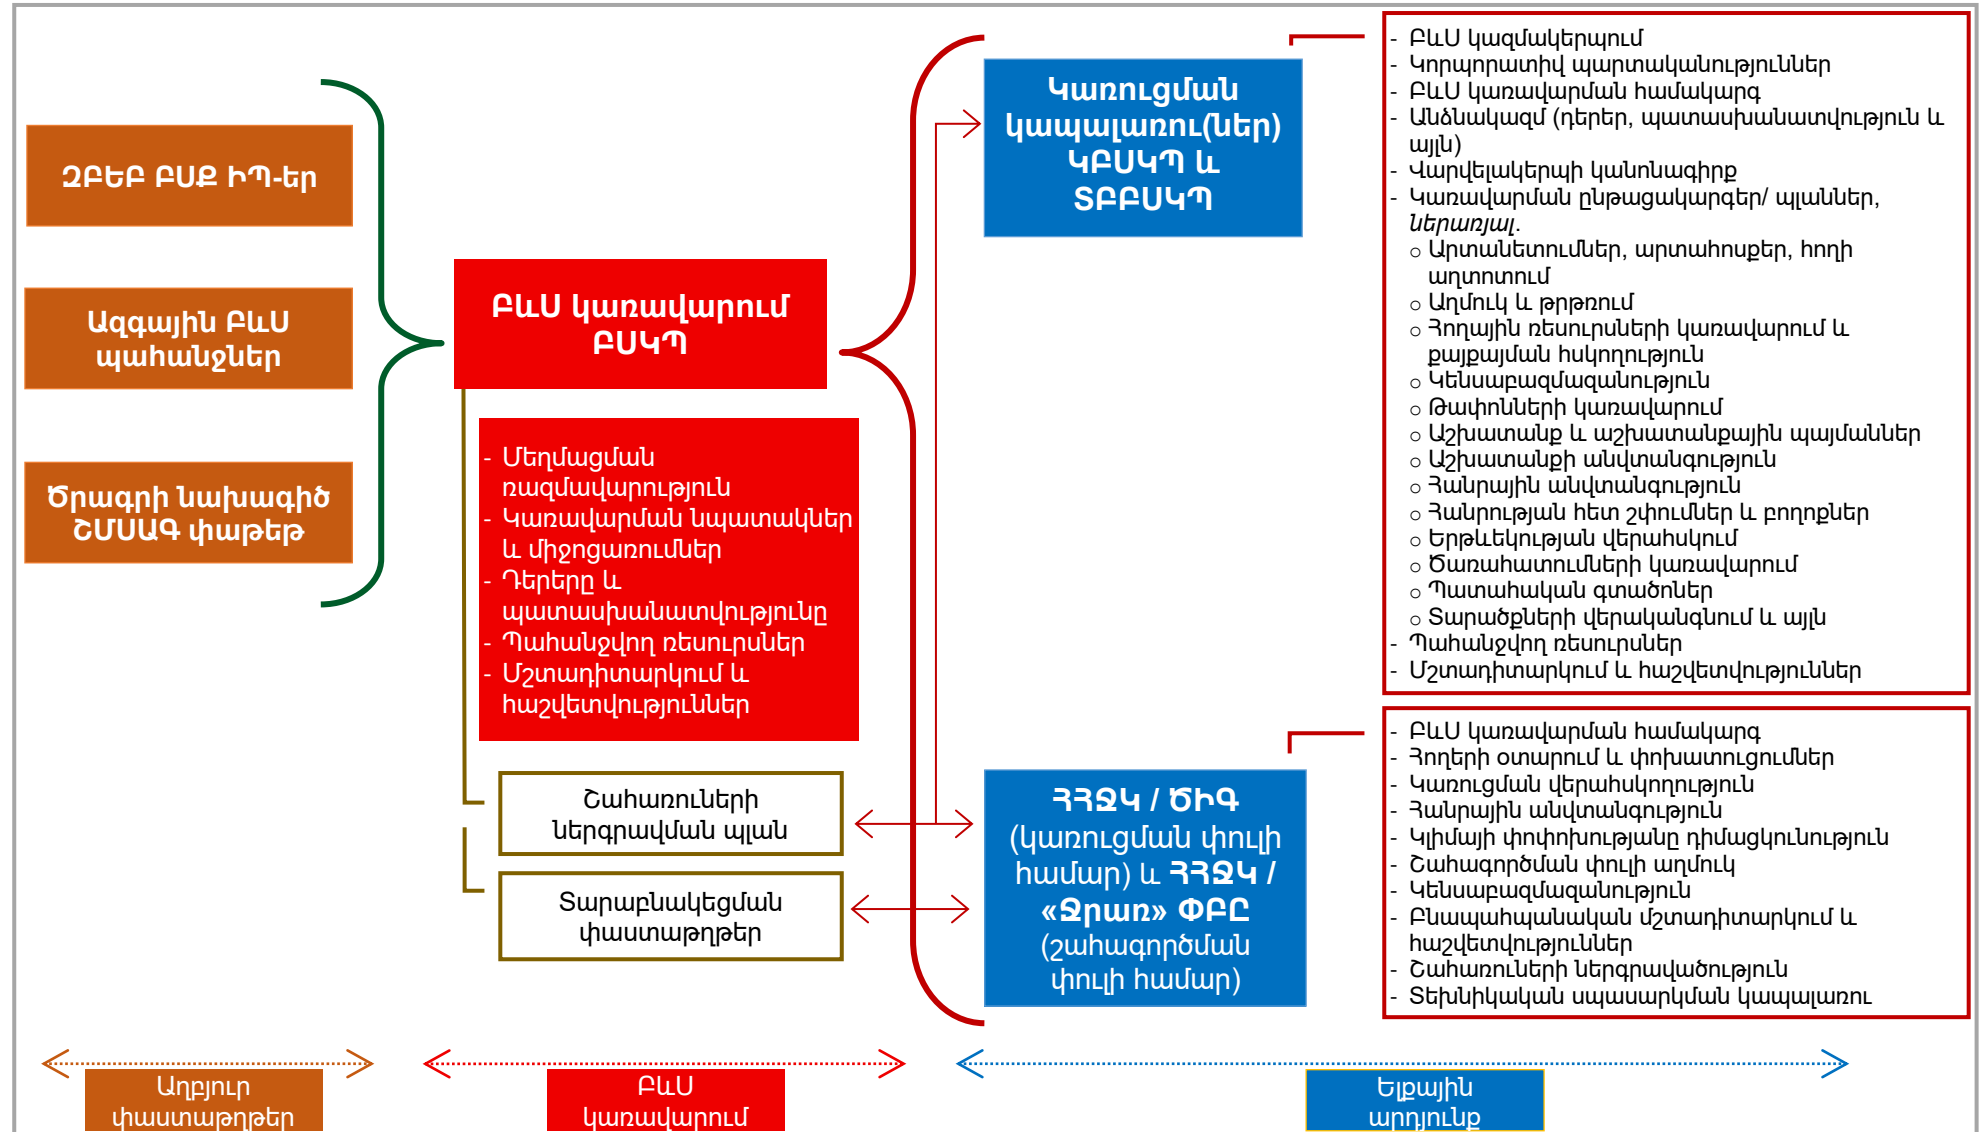 ԶԲԵԲ ԲՍՔ ԻՊ-եր
Ազգային ԲևՍ
պահանջներ
Ծրագրի նախագիծ
ՇՄՍԱԳ փաթեթ
ԲևՍ կառավարում
ԲՍԿՊ
- Մեղմացման
ռազմավարություն
- Կառավարման նպատակներ
և միջոցառումներ
- Դերերը և
պատասխանատվությունը
- Պահանջվող ռեսուրսներ
- Մշտադիտարկում և
հաշվետվություններ
Շահառուների
ներգրավման պլան
Տարաբնակեցման
փաստաթղթեր
Կառուցման
կապալառու(ներ)
ԿԲՍԿՊ և
ՏԲԲՍԿՊ
ՀՀՋԿ / ԾԻԳ
(կառուցման փուլի
համար) և ՀՀՋԿ /
«Ջրառ» ՓԲԸ
(շահագործման
փուլի համար)
- ԲևՍ կազմակերպում
- Կորպորատիվ պարտականություններ
- ԲևՍ կառավարման համակարգ
- Անձնակազմ (դերեր, պատասխանատվություն և
այլն)
- Վարվելակերպի կանոնագիրք
- Կառավարման ընթացակարգեր/ պլաններ,
ներառյալ.
○ Արտանետումներ, արտահոսքեր, հողի
աղտոտում
○ Աղմուկ և թրթռում
○ Հողային ռեսուրսների կառավարում և
քայքայման հսկողություն
○ Կենսաբազմազանություն
○ Թափոնների կառավարում
○ Աշխատանք և աշխատանքային պայմաններ
○ Աշխատանքի անվտանգություն
○ Հանրային անվտանգություն
○ Հանրության հետ շփումներ և բողոքներ
○ Երթևեկության վերահսկում
○ Ծառահատումների կառավարում
○ Պատահական գտածոներ
○ Տարածքների վերականգնում և այլն
- Պահանջվող ռեսուրսներ
- Մշտադիտարկում և հաշվետվություններ
- ԲևՍ կառավարման համակարգ
- Հողերի օտարում և փոխատուցումներ
- Կառուցման վերահսկողություն
- Հանրային անվտանգություն
- Կլիմայի փոփոխությանը դիմացկունություն
- Շահագործման փուլի աղմուկ
- Կենսաբազմազանություն
- Բնապահպանական մշտադիտարկում և
հաշվետվություններ
- Շահառուների ներգրավածություն
- Տեխնիկական սպասարկման կապալառու
Աղբյուր
փաստաթղթեր
ԲևՍ
կառավարում
Ելքային
արդյունք